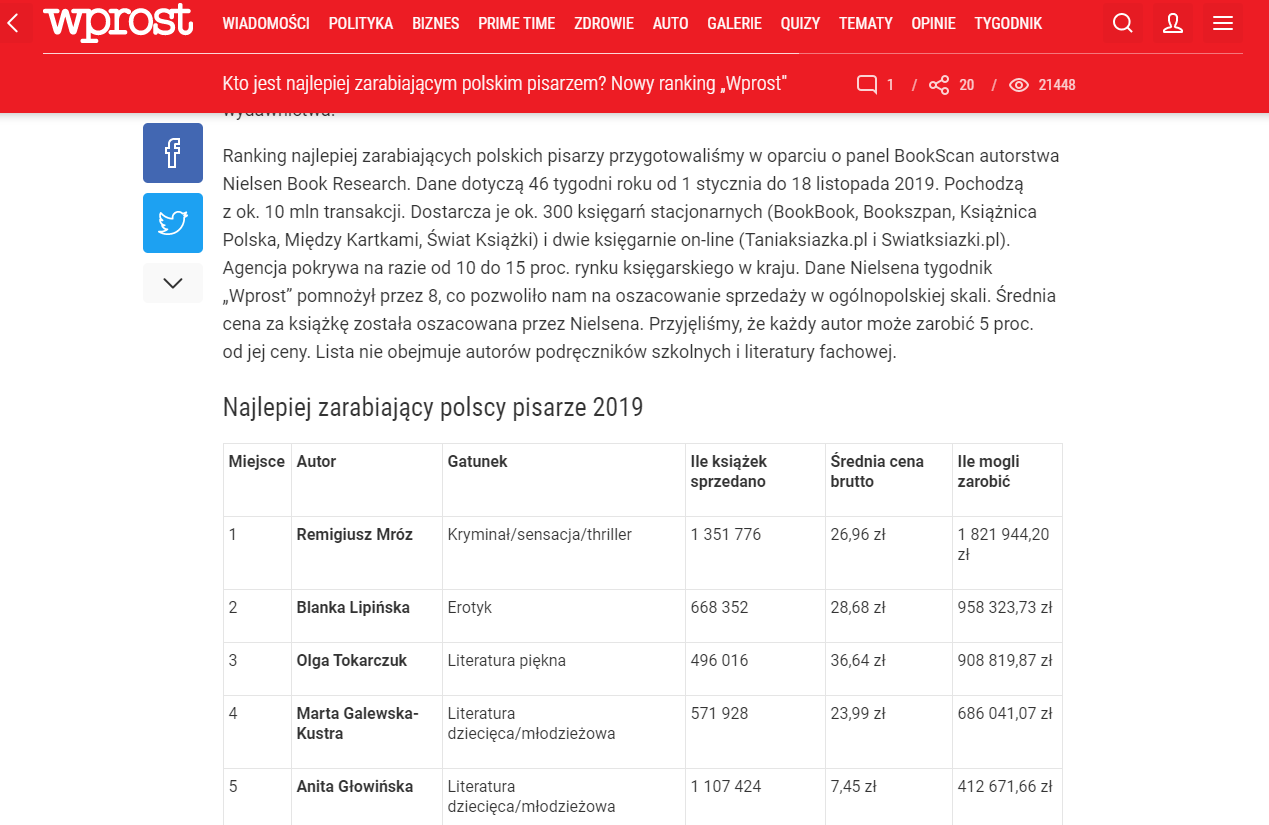 wprost
WIADOMOŚCI POLITYKA BIZNES PRIME TIME ZDROWIE AUTO GALERIE QUIZY TEMATY OPINIE TYGODNIK
Kto jest najlepiej zarabiającym polskim pisarzem? Nowy ranking „Wprost" 1 / 20 / 21448
wydawnictwa.
Ranking najlepiej zarabiających polskich pisarzy przygotowaliśmy w oparciu o panel BookScan autorstwa
Nielsen Book Research. Dane dotyczą 46 tygodni roku od 1 stycznia do 18 listopada 2019. Pochodzą
z ok. 10 mln transakcji. Dostarcza je ok. 300 księgarń stacjonarnych (BookBook, Bookszpan, Książnica
Polska, Między Kartkami, Świat Książki) i dwie księgarnie on-line (Taniaksiazka.pl i Swiatksiazki.pl).
Agencja pokrywa na razie od 10 do 15 proc. rynku księgarskiego w kraju. Dane Nielsena tygodnik
„Wprost” pomnożył przez 8, co pozwoliło nam na oszacowanie sprzedaży w ogólnopolskiej skali. Średnia
cena za książkę została oszacowana przez Nielsena. Przyjęliśmy, że każdy autor może zarobić 5 proc.
od jej ceny. Lista nie obejmuje autorów podręczników szkolnych i literatury fachowej.
Najlepiej zarabiający polscy pisarze 2019
Miejsce Autor Gatunek Ile książek Średnia cena Ile mogli
sprzedano brutto zarobić
1 Remigiusz Mróz Kryminał/sensacja/thriller 1 351 776 26,96 zł 1 821 944,20
zł
2 Blanka Lipińska Erotyk 668 352 28,68 zł 958 323,73 zł
3 Olga Tokarczuk Literatura piękna 496 016 36,64 zł 908 819,87 zł
4 Marta Galewska- Literatura 571 928 23,99 zł 686 041,07 zł
Kustra dziecięca/młodzieżowa
5 Anita Głowińska Literatura 1 107 424 7,45 zł 412 671,66 zł
dziecięca/młodzieżowa